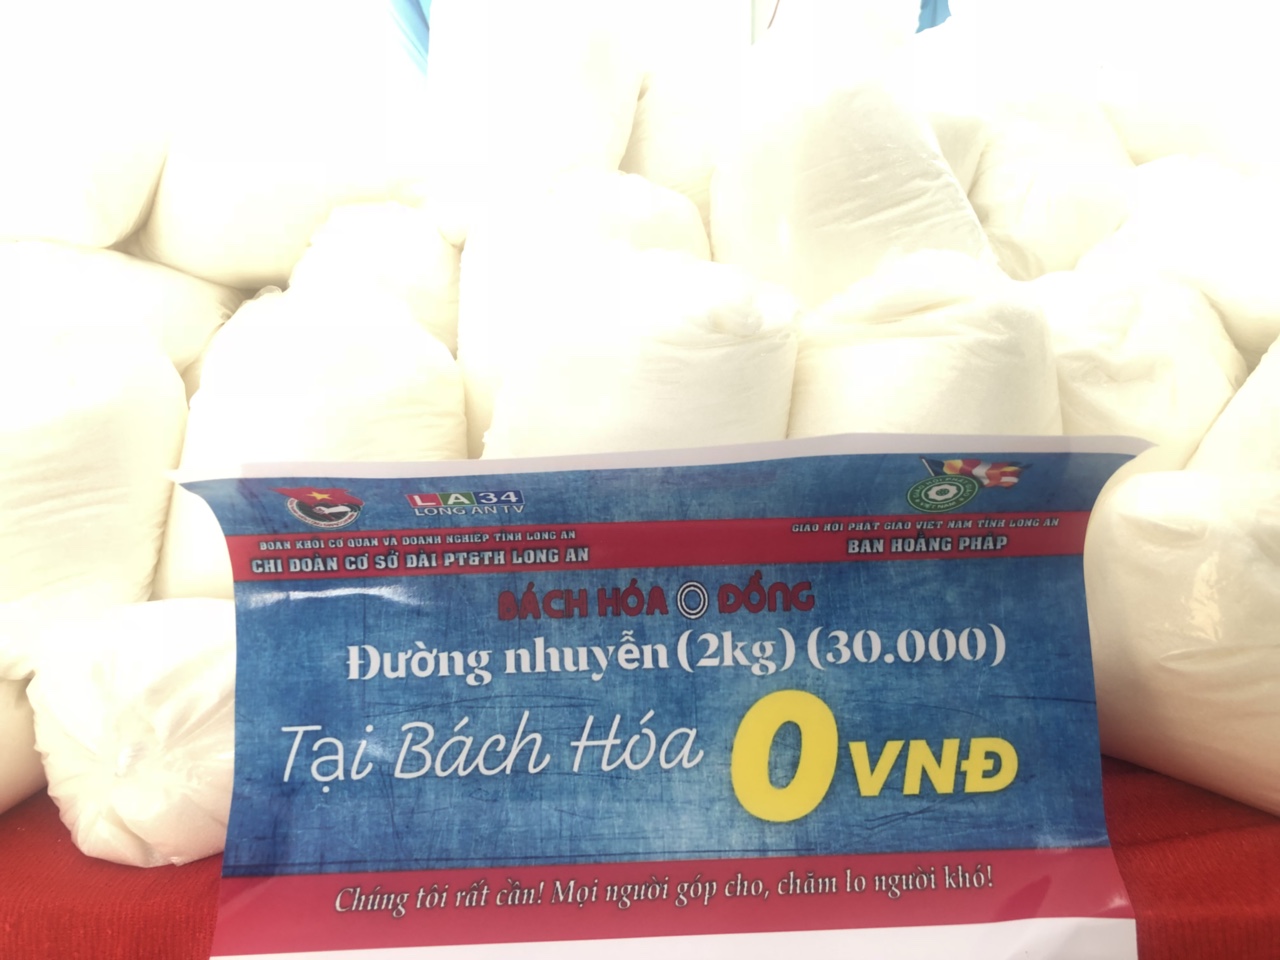 LA34
LONG AN TV
ĐOÀN KHỐI CƠ QUAN VÀ DOANH NGHIỆP TỈNH LONG AN
CHI ĐOÀN CƠ SỞ ĐÀI PT&TH LONG AN
GIÁO HỘI PHẬT GIÁO VIỆT NAM TỈNH LONG AN
BAN HOẰNG PHÁP
BÁCH HÓA 0 ĐỒNG
Đường nhuyễn (2kg) (30.000)
Tại Bách Hóa 0 VNĐ
Chúng tôi rất cần! Mọi người góp cho, chăm lo người khó!